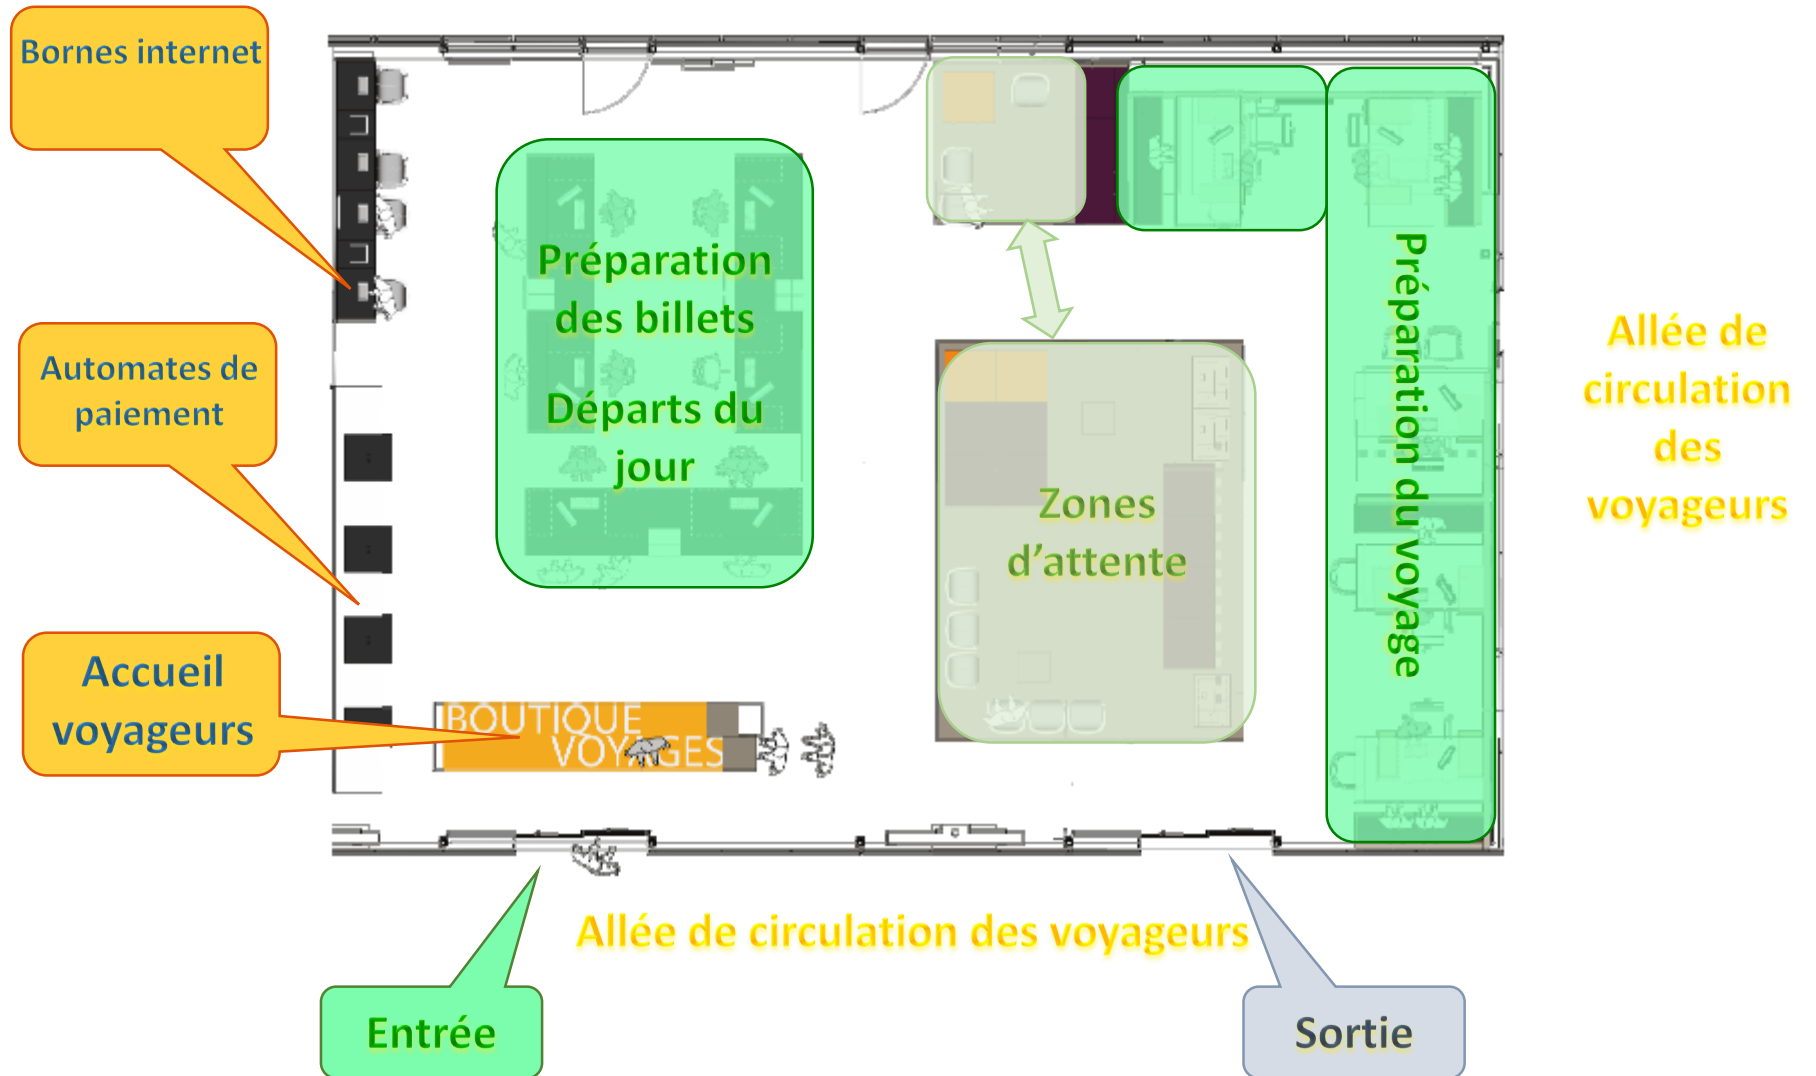 Bornes internet
Préparation
des billets
Départs du
jour
Préparation du voyage
Automates de
paiement
Zones
d’attente
Allée de
circulation
des
voyageurs
Accueil
voyageurs
BOUTIQUE
VOYAGES
Allée de circulation des voyageurs
Entrée
Sortie